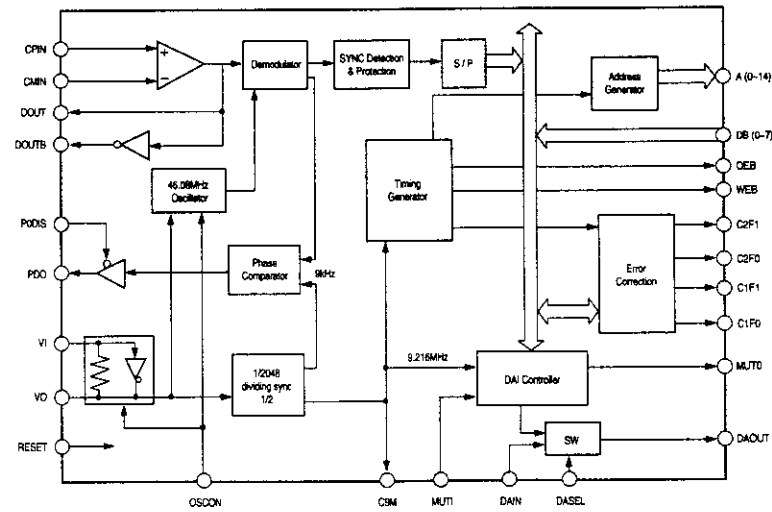 CPIN
CMIN
DOUT
DOUTB
PODIS
PDO
VI
VO
RESET
Demodulator
SYNC Detection
& Protection
S / P
Address
Generator
46.08MHz
Oscillator
Timing
Generator
Phase
Comparator
9kHz
Error
Correction
1/2048
dividing sync
1/2
9.216MHz
DAI Controller
SW
A (0~14)
DB (0~7)
OEB
WEB
C2F1
C2F0
C1F1
C1F0
MUTO
DAOUT
OSCON
C9M
MUTI
DAIN
DASEL